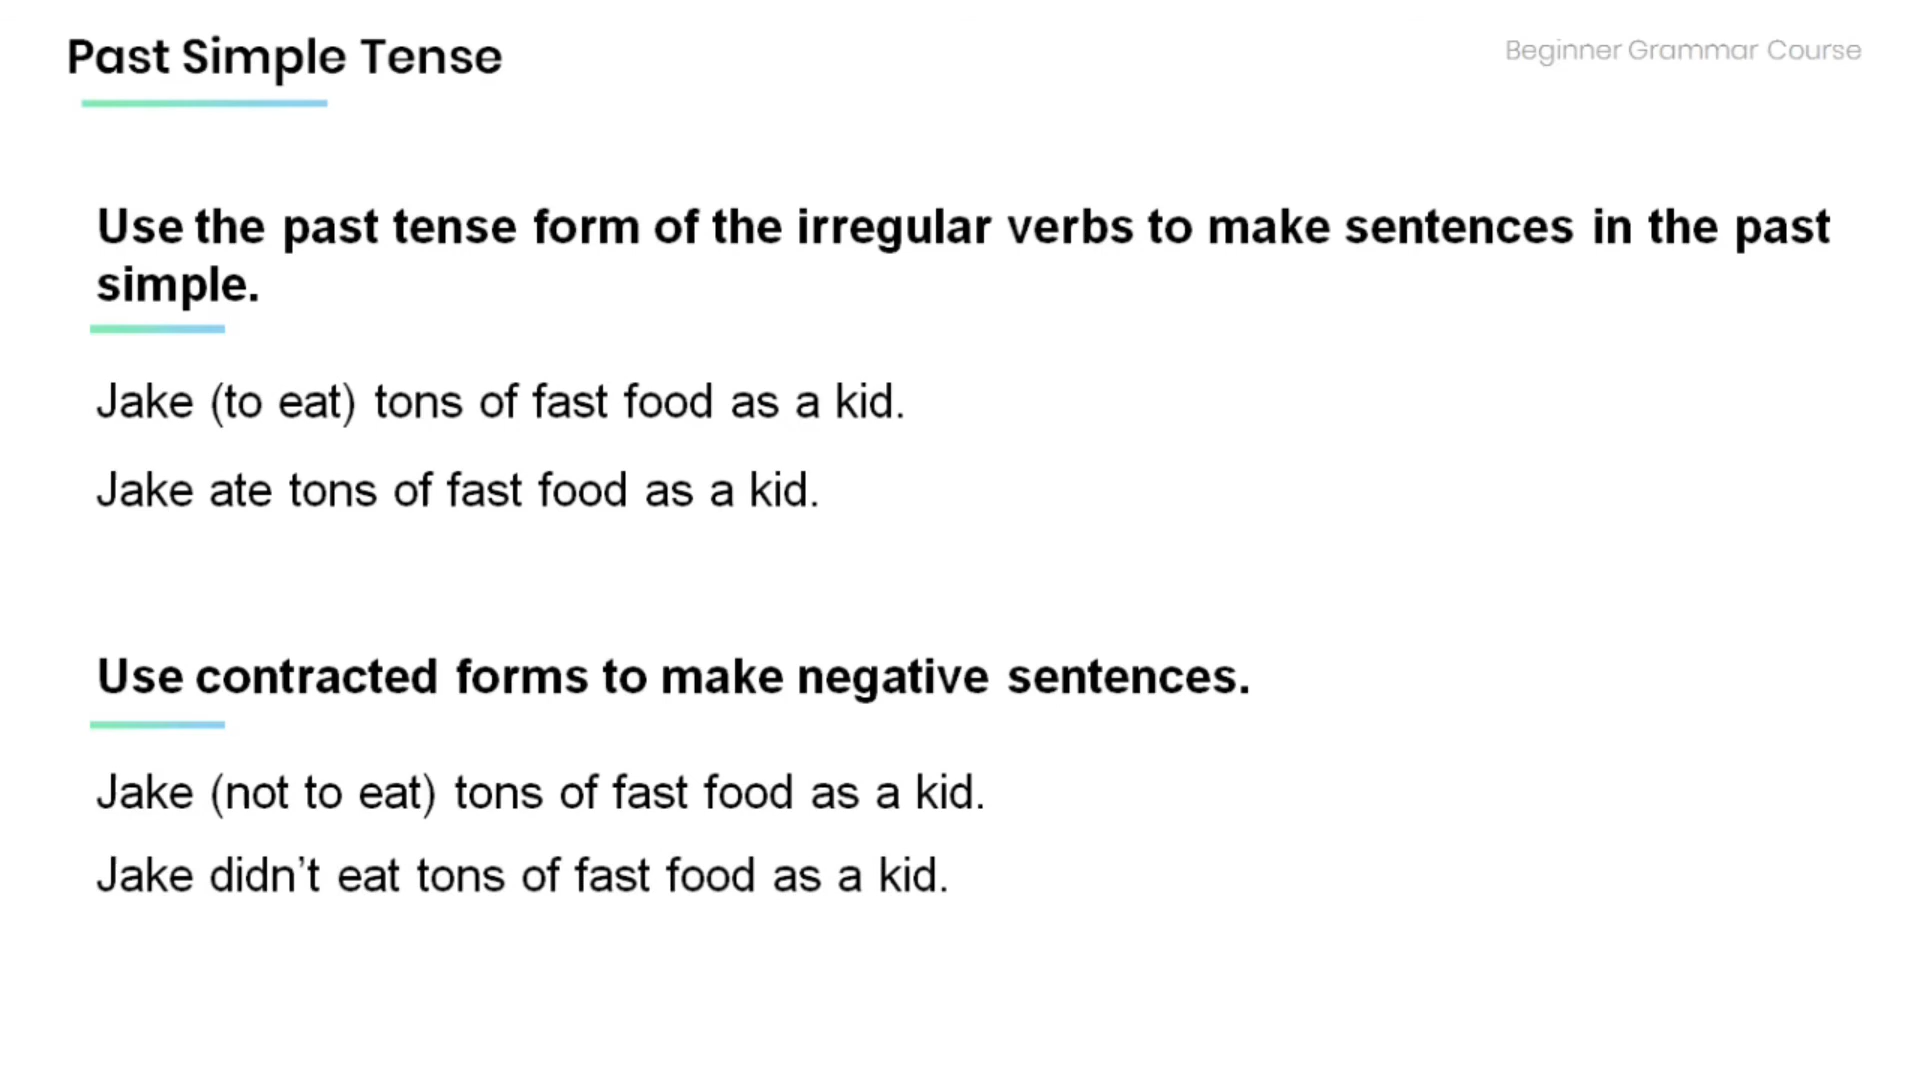 Past Simple Tense
Beginner Grammar Course
Use the past tense form of the irregular verbs to make sentences in the past
simple.
Jake (to eat) tons of fast food as a kid.
Jake ate tons of fast food as a kid.
Use contracted forms to make negative sentences.
Jake (not to eat) tons of fast food as a kid.
Jake didn’t eat tons of fast food as a kid.